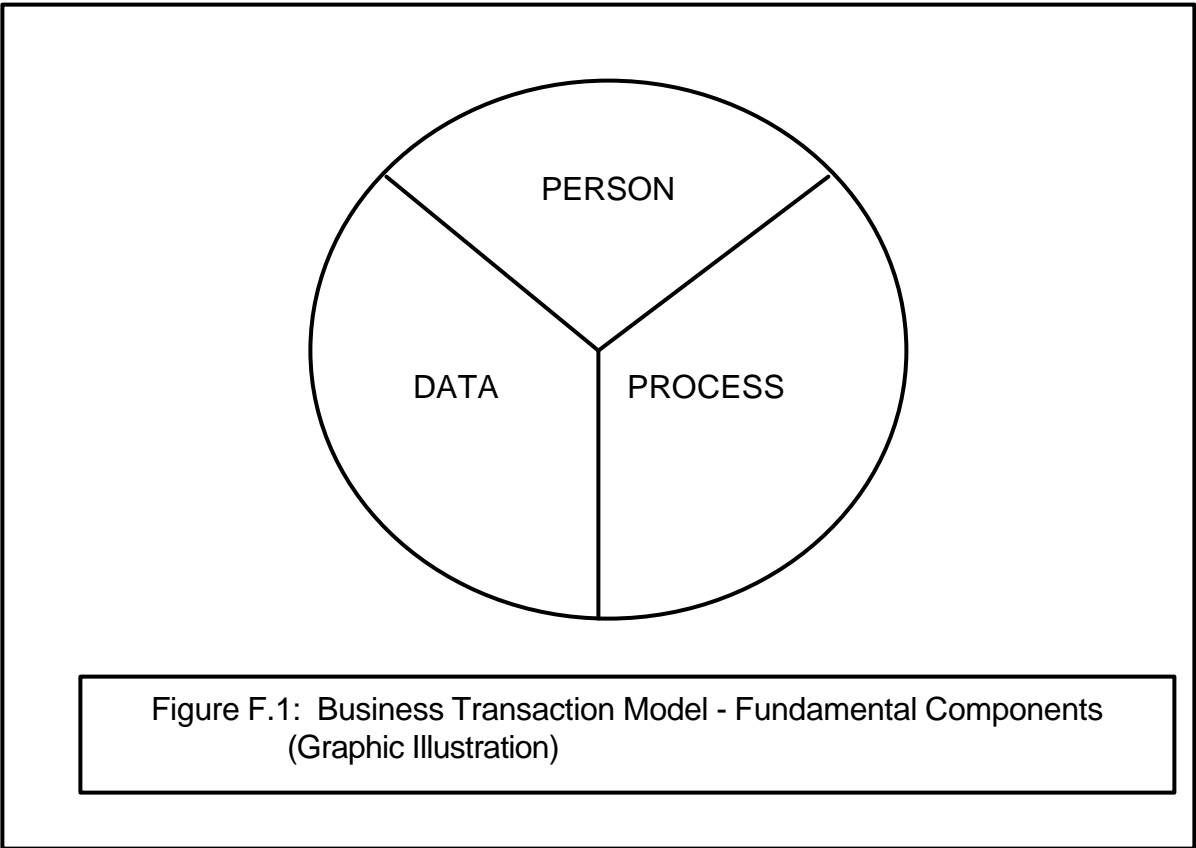 PERSON
DATA
PROCESS
Figure F.1: Business Transaction Model - Fundamental Components
(Graphic Illustration)